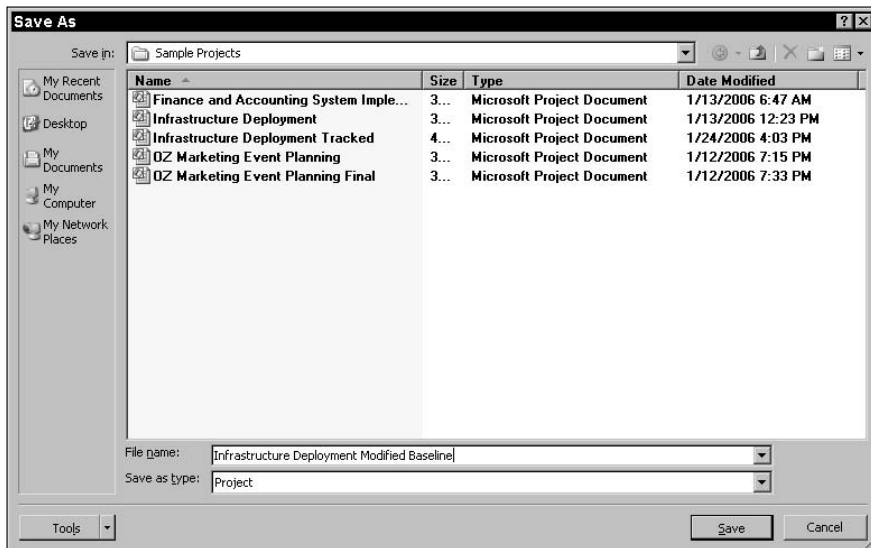 Save As
Save in: Sample Projects
My Recent Documents
Desktop
My Documents
My Computer
My Network Places
Name Size Type Date Modified
Finance and Accounting System Imple... 3... Microsoft Project Document 1/13/2006 6:47 AM
Infrastructure Deployment 3... Microsoft Project Document 1/13/2006 12:23 PM
Infrastructure Deployment Tracked 4... Microsoft Project Document 1/24/2006 4:03 PM
OZ Marketing Event Planning 3... Microsoft Project Document 1/12/2006 7:15 PM
OZ Marketing Event Planning Final 3... Microsoft Project Document 1/12/2006 7:33 PM
File name: Infrastructure Deployment Modified Baseline
Save as type: Project
Tools Save Cancel